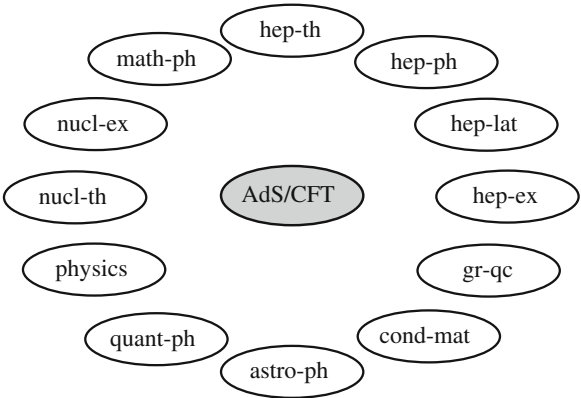 hep-th
math-ph
hep-ph
nucl-ex
hep-lat
AdS/CFT
nucl-th
hep-ex
physics
gr-qc
quant-ph
cond-mat
astro-ph